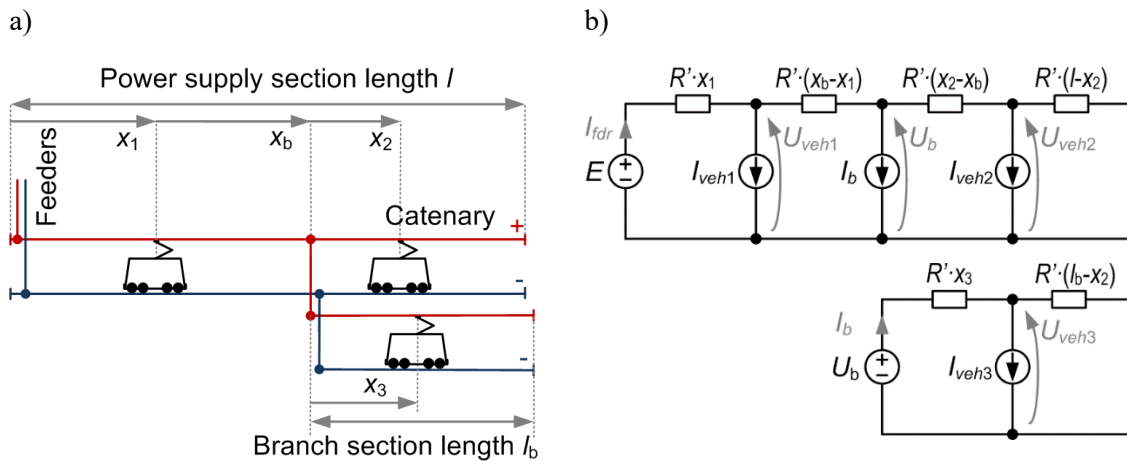 a)
Power supply section length l
x1
xb
x2
Feeders
Catenary
+
-
-
x3
Branch section length lb
b)
R'·x1
R'·(xb-x1)
R'·(x2-xb)
R'·(l-x2)
Ifdr
E
+
-
Iveh1
Uveh1
Ib
Ub
Iveh2
Uveh2
R'·x3
R'·(lb-x2)
Ib
Ub
+
-
Iveh3
Uveh3